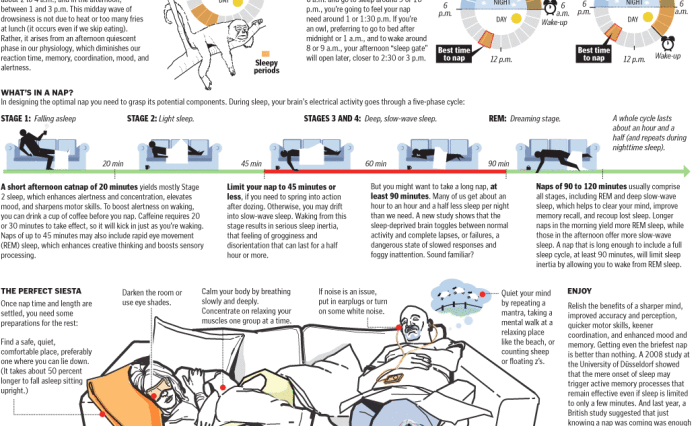 about 2 to 4 a.m., and in the afternoon,
between 1 and 3 p.m. This midday wave of
drowsiness is not due to heat or too many fries
at lunch (it occurs even if skip eating).
Rather, it arises from an afternoon quiescent
phase in our physiology, which diminishes our
reaction time, memory, coordination, mood, and
alertness.
DAY
Sleepy
periods
p.m., you're going to feel your nap
need around 1 or 1:30 p.m. If you're
an owl, preferring to go to bed after
midnight or 1 a.m., and to wake around
8 or 9 a.m., your afternoon "sleep gate"
will open later, closer to 2:30 or 3 p.m.
6
p.m.
NIGHT
DAY
6
a.m.
Wake-up
Best time
to nap
12 p.m.
6
p.m.
NIGHT
DAY
6
a.m.
Wake-up
Best time
to nap
12 p.m.
WHAT'S IN A NAP?
In designing the optimal nap you need to grasp its potential components. During sleep, your brain's electrical activity goes through a five-phase cycle:
STAGE 1: Falling asleep
STAGE 2: Light sleep.
STAGES 3 AND 4: Deep, slow-wave sleep.
REM: Dreaming stage.
A whole cycle lasts
about an hour and a
half (and repeats during
nighttime sleep).
20 min
45 min
60 min
90 min
A short afternoon catnap of 20 minutes yields mostly Stage
2 sleep, which enhances alertness and concentration, elevates
mood, and sharpens motor skills. To boost alertness on waking,
you can drink a cup of coffee before you nap. Caffeine requires 20
or 30 minutes to take effect, so it will kick in just as you're waking.
Naps of up to 45 minutes may also include rapid eye movement
(REM) sleep, which enhances creative thinking and boosts sensory
processing.
Limit your nap to 45 minutes or
less, if you need to spring into action
after dozing. Otherwise, you may drift
into slow-wave sleep. Waking from this
stage results in serious sleep inertia,
that feeling of grogginess and
disorientation that can last for half
hour or more.
But you might want to take a long nap, at
least 90 minutes. Many of us get about an
hour to an hour and a half less sleep per night
than we need. A new study shows that the
sleep-deprived brain toggles between normal
activity and complete lapses, or failures, a
dangerous state of slowed responses and
foggy inattention. Sound familiar?
Naps of 90 to 120 minutes usually comprise
all stages, including REM and deep slow-wave
sleep, which helps to clear your mind, improve
memory recall, and recoup lost sleep. Longer
naps in the morning yield more REM sleep, while
those in the afternoon offer more slow-wave
sleep. A nap that is long enough to include a full
sleep cycle, at least 90 minutes, will limit sleep
inertia by allowing you to wake from REM sleep.
THE PERFECT SIESTA
Once nap time and length are
settled, you need some
preparations for the rest:
Find a safe, quiet,
comfortable place, preferably
one where you can lie down.
(It takes about 50 percent
longer to fall asleep sitting
upright.)
Darken the room or
use eye shades.
Calm your body by breathing
slowly and deeply.
Concentrate on relaxing your
muscles one group at a time.
If noise is an issue,
put in earplugs or turn
on some white noise.
Quiet your mind
by repeating a
mantra, taking a
mental walk at a
relaxing place
like the beach, or
counting sheep
or floating z's.
ENJOY
Relish the benefits of a sharper mind,
improved accuracy and perception,
quicker motor skills, keener
coordination, and enhanced mood and
memory. Getting even the briefest nap
is better than nothing. A 2008 study at
the University of Düsseldorf showed
that the mere onset of sleep may
trigger active memory processes that
remain effective even if sleep is limited
to only a few minutes. And last year, a
British study suggested that just
knowing a nap was coming was enough